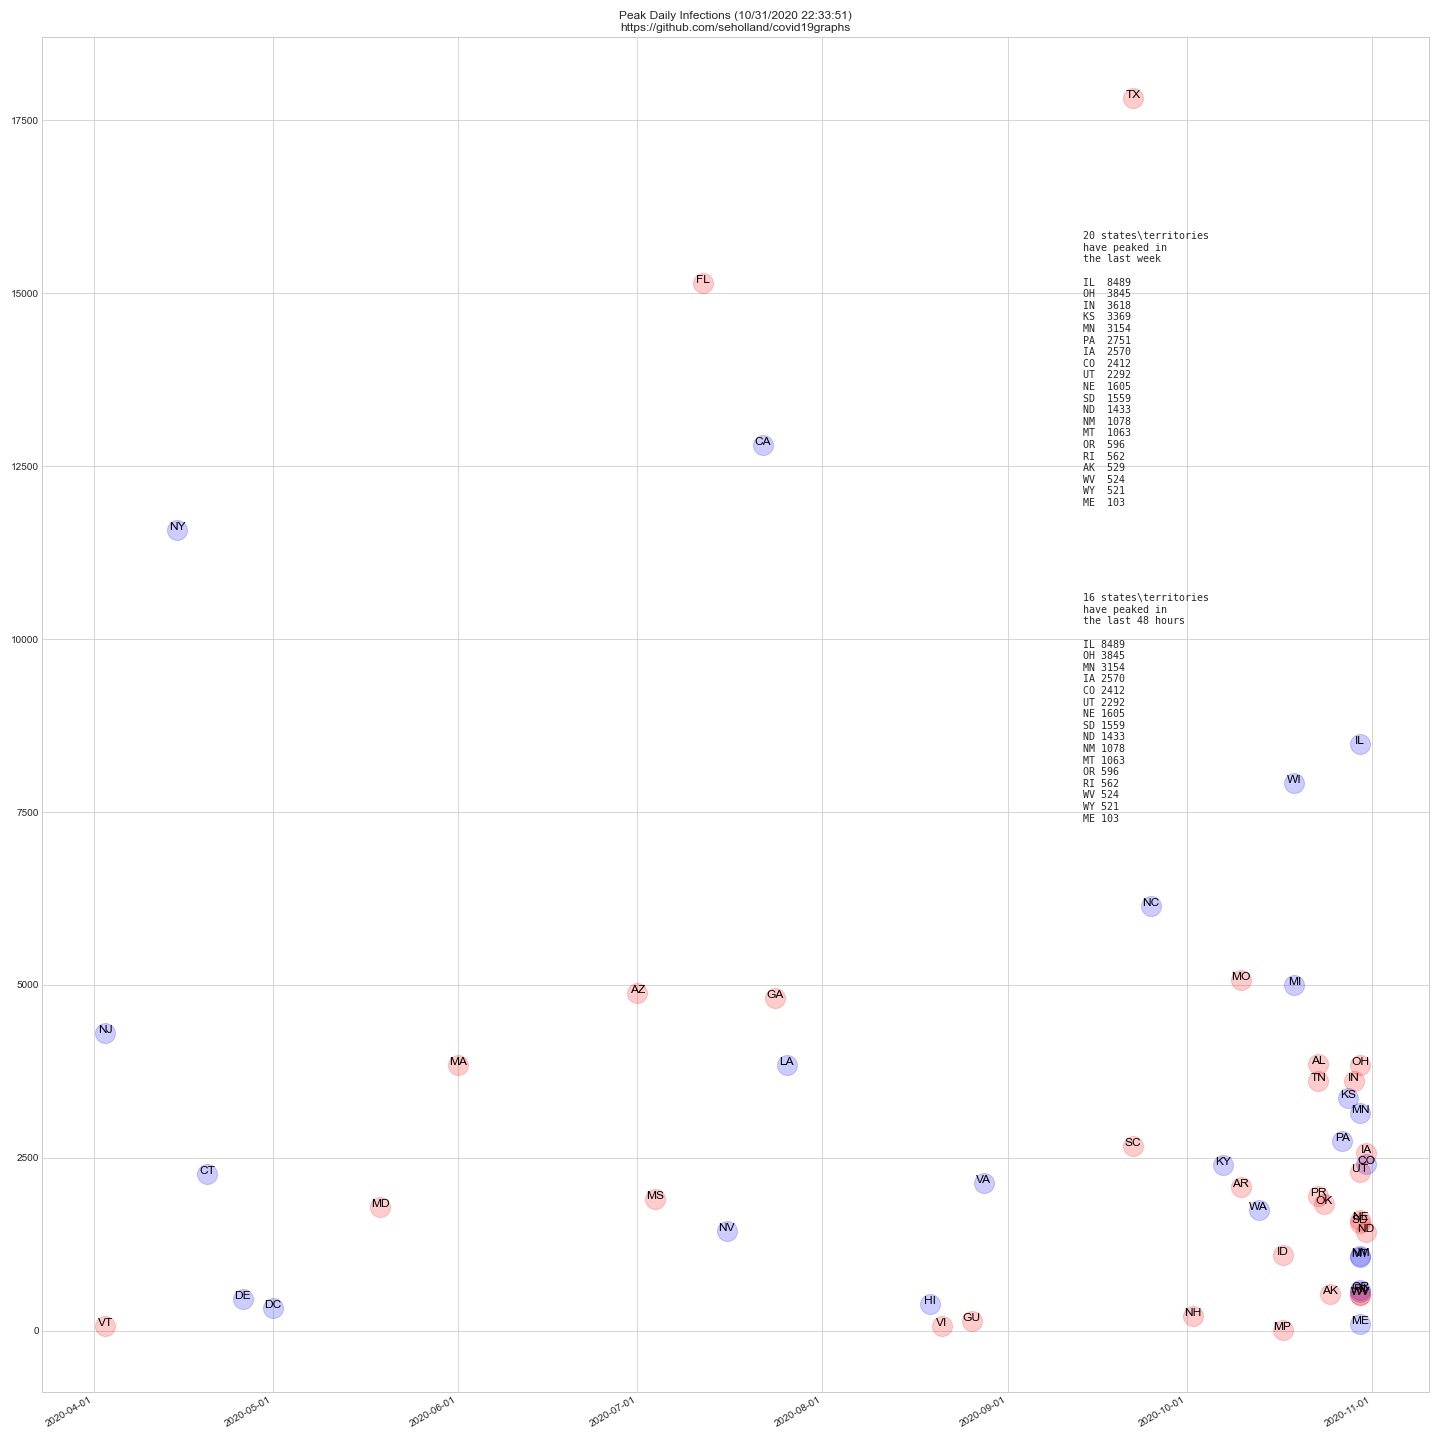 Peak Daily Infections (10/31/2020 22:33:51)
https://github.com/seholland/covid19graphs
TX
17500
20 states\territories
have peaked in
the last week
FL
IL  8489
15000
OH  3845
IN  3618
KS  3369
MN  3154
PA  2751
IA  2570
CO  2412
UT  2292
NE  1605
SD  1559
ND  1433
NM  1078
MT  1063
CA
OR  596
RI  562
12500
AK  529
WV  524
WY  521
ME  103
NY
16 states\territories
have peaked in
the last 48 hours
10000
IL 8489
OH 3845
MN 3154
IA 2570
CO 2412
UT 2292
NE 1605
SD 1559
ND 1433
NM 1078
MT 1063
OR 596
RI 562
WV 524
WY 521
ME 103
IL
WI
7500
NC
5000
AZ
GA
MO
MI
NJ
MA
LA
AL
OH
TN
IN
KS
MN
PA
SC
2500
IA
CO
KY
UT
CT
VA
AR
MD
MS
PR
OK
WA
NV
NE
SD
ND
ID
DE
DC
HI
AK
VT
VI
GU
NH
MP
ME
0
2020-04-01
2020-05-01
2020-06-01
2020-07-01
2020-08-01
2020-09-01
2020-10-01
2020-11-01